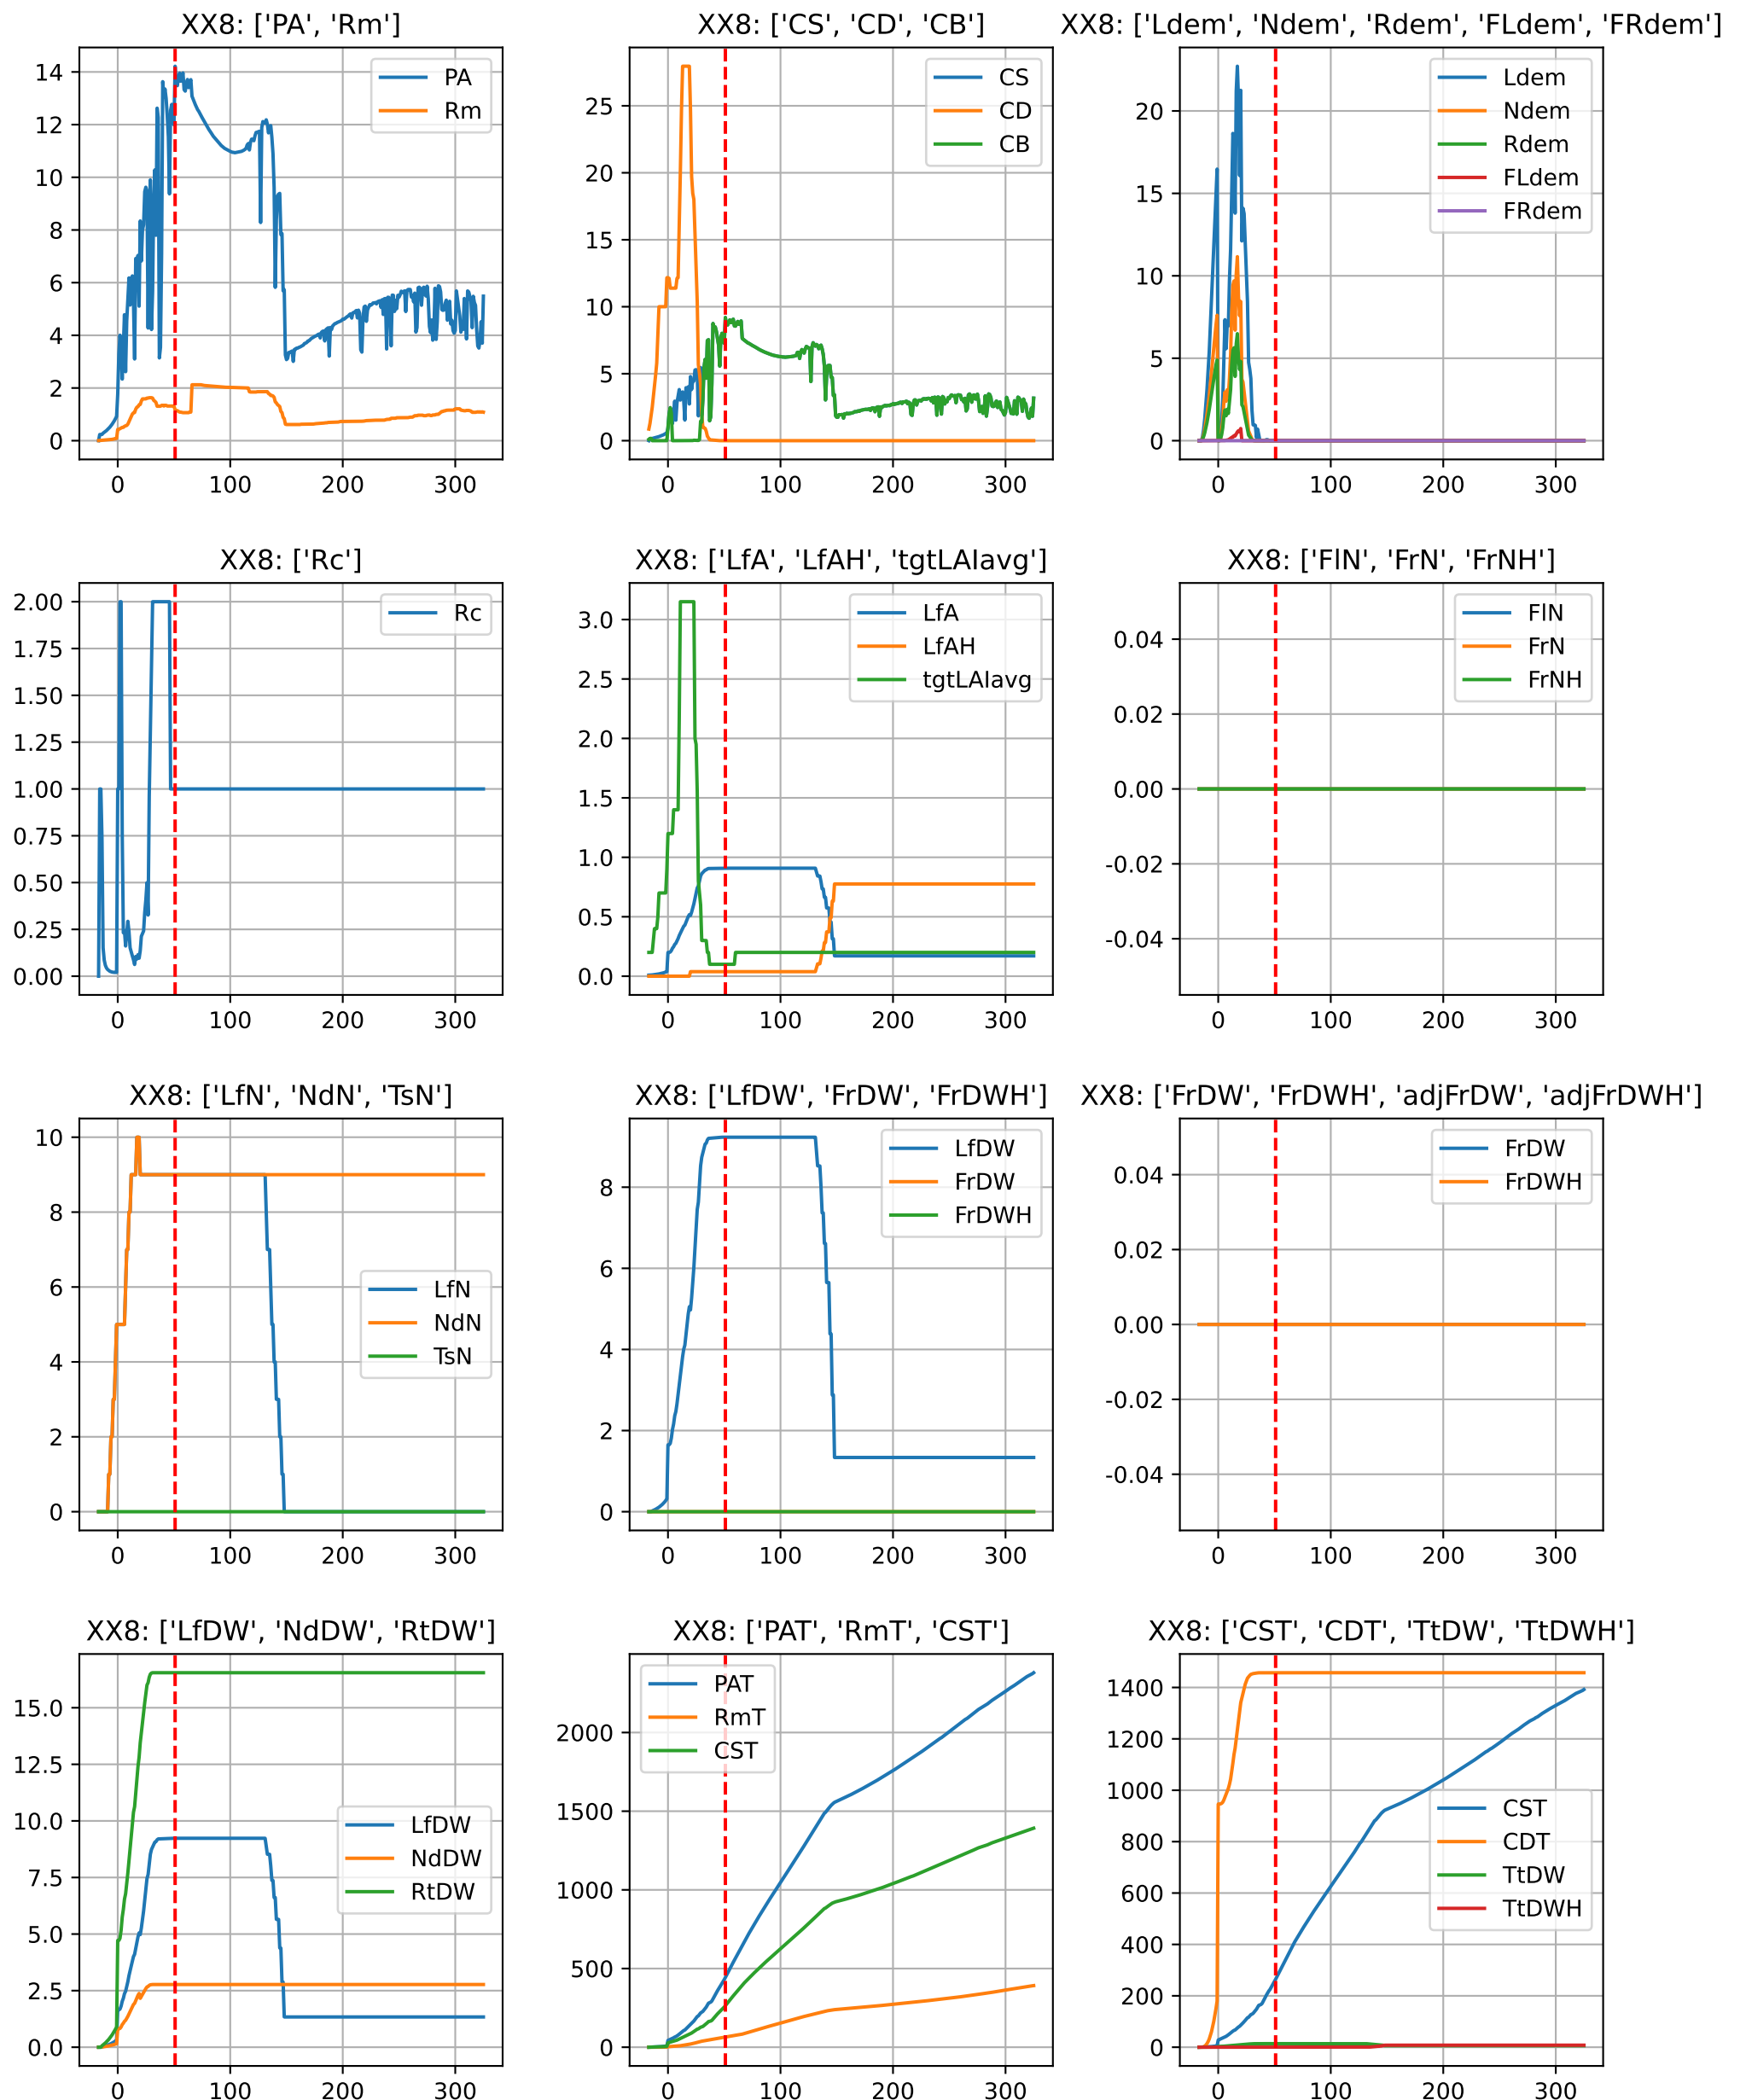 XX8: ['PA', 'Rm']
14
12
10
8
6
4
2
0
0 100 200 300
PA
Rm
XX8: ['CS', 'CD', 'CB']
25
20
15
10
5
0
0 100 200 300
CS
CD
CB
XX8: ['Ldem', 'Ndem', 'Rdem', 'FLdem', 'FRdem']
20
15
10
5
0
0 100 200 300
Ldem
Ndem
Rdem
FLdem
FRdem
XX8: ['Rc']
2.00
1.75
1.50
1.25
1.00
0.75
0.50
0.25
0.00
0 100 200 300
Rc
XX8: ['LfA', 'LfAH', 'tgtLAIavg']
3.0
2.5
2.0
1.5
1.0
0.5
0.0
0 100 200 300
LfA
LfAH
tgtLAIavg
XX8: ['FlN', 'FrN', 'FrNH']
0.04
0.02
0.00
-0.02
-0.04
0 100 200 300
FlN
FrN
FrNH
XX8: ['LfN', 'NdN', 'TsN']
10
8
6
4
2
0
0 100 200 300
LfN
NdN
TsN
XX8: ['LfDW', 'FrDW', 'FrDWH']
8
6
4
2
0
0 100 200 300
LfDW
FrDW
FrDWH
XX8: ['FrDW', 'FrDWH', 'adjFrDW', 'adjFrDWH']
0.04
0.02
0.00
-0.02
-0.04
0 100 200 300
FrDW
FrDWH
XX8: ['LfDW', 'NdDW', 'RtDW']
15.0
12.5
10.0
7.5
5.0
2.5
0.0
0 100 200 300
LfDW
NdDW
RtDW
XX8: ['PAT', 'RmT', 'CST']
2000
1500
1000
500
0
0 100 200 300
PAT
RmT
CST
XX8: ['CST', 'CDT', 'TtDW', 'TtDWH']
1400
1200
1000
800
600
400
200
0
0 100 200 300
CST
CDT
TtDW
TtDWH